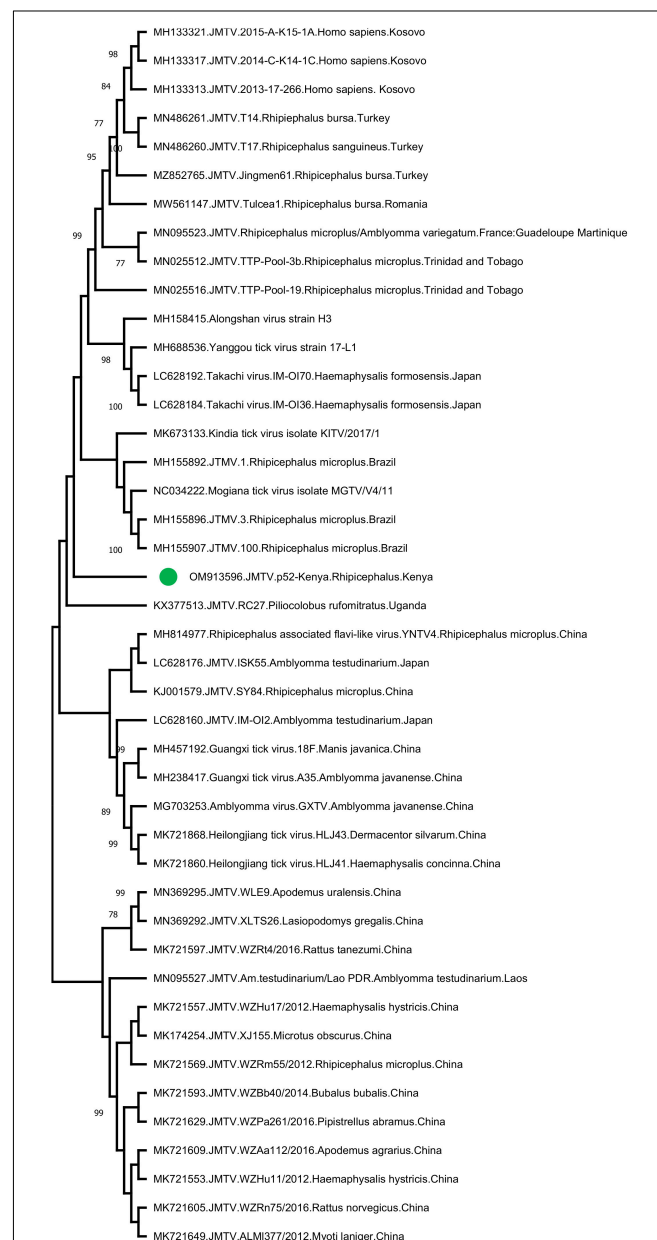 MH133321.JMTV.2015-A-K15-1A.Homo sapiens.Kosovo
98
MH133317.JMTV.2014-C-K14-1C.Homo sapiens.Kosovo
84
MH133313.JMTV.2013-17-266.Homo sapiens. Kosovo
77
MN486261.JMTV.T14.Rhipiephalus bursa.Turkey
100
MN486260.JMTV.T17.Rhipicephalus sanguineus.Turkey
95
MZ852765.JMTV.Jingmen61.Rhipicephalus bursa.Turkey
MW561147.JMTV.Tulcea1.Rhipicephalus bursa.Romania
99
MN095523.JMTV.Rhipicephalus microplus/Amblyomma variegatum.France:Guadeloupe Martinique
77
MN025512.JMTV.TTP-Pool-3b.Rhipicephalus microplus.Trinidad and Tobago
MN025516.JMTV.TTP-Pool-19.Rhipicephalus microplus.Trinidad and Tobago
MH158415.Alongshan virus strain H3
MH688536.Yanggou tick virus strain 17-L1
98
LC628192.Takachi virus.IM-OI70.Haemaphysalis formosensis.Japan
100
LC628184.Takachi virus.IM-OI36.Haemaphysalis formosensis.Japan
MK673133.Kindia tick virus isolate KITV/2017/1
MH155892.JTMV.1.Rhipicephalus microplus.Brazil
NC034222.Mogiana tick virus isolate MGTV/V4/11
MH155896.JTMV.3.Rhipicephalus microplus.Brazil
100
MH155907.JTMV.100.Rhipicephalus microplus.Brazil
OM913596.JMTV.p52-Kenya.Rhipicephalus.Kenya
KX377513.JMTV.RC27.Piliocolobus rufomitratus.Uganda
MH814977.Rhipicephalus associated flavi-like virus.YNTV4.Rhipicephalus microplus.China
LC628176.JMTV.ISK55.Amblyomma testudinarium.Japan
KJ001579.JMTV.SY84.Rhipicephalus microplus.China
LC628160.JMTV.IM-OI2.Amblyomma testudinarium.Japan
99
MH457192.Guangxi tick virus.18F.Manis javanica.China
MH238417.Guangxi tick virus.A35.Amblyomma javanense.China
89
MG703253.Amblyomma virus.GXTV.Amblyomma javanense.China
MK721868.Heilongjiang tick virus.HLJ43.Dermacentor silvarum.China
99
MK721860.Heilongjiang tick virus.HLJ41.Haemaphysalis concinna.China
99
MN369295.JMTV.WLE9.Apodemus uralensis.China
78
MN369292.JMTV.XLTS26.Lasiopodomys gregalis.China
MK721597.JMTV.WZRt4/2016.Rattus tanezumi.China
MN095527.JMTV.Am.testudinarium/Lao PDR.Amblyomma testudinarium.Laos
MK721557.JMTV.WZHu17/2012.Haemaphysalis hystricis.China
MK174254.JMTV.XJ155.Microtus obscurus.China
MK721569.JMTV.WZRm55/2012.Rhipicephalus microplus.China
MK721593.JMTV.WZBb40/2014.Bubalus bubalis.China
99
MK721629.JMTV.WZPa261/2016.Pipistrellus abramus.China
MK721609.JMTV.WZAa112/2016.Apodemus agrarius.China
MK721553.JMTV.WZHu11/2012.Haemaphysalis hystricis.China
MK721605.JMTV.WZRn75/2016.Rattus norvegicus.China
MK721649.JMTV.ALMl377/2012.Myoti laniger.China